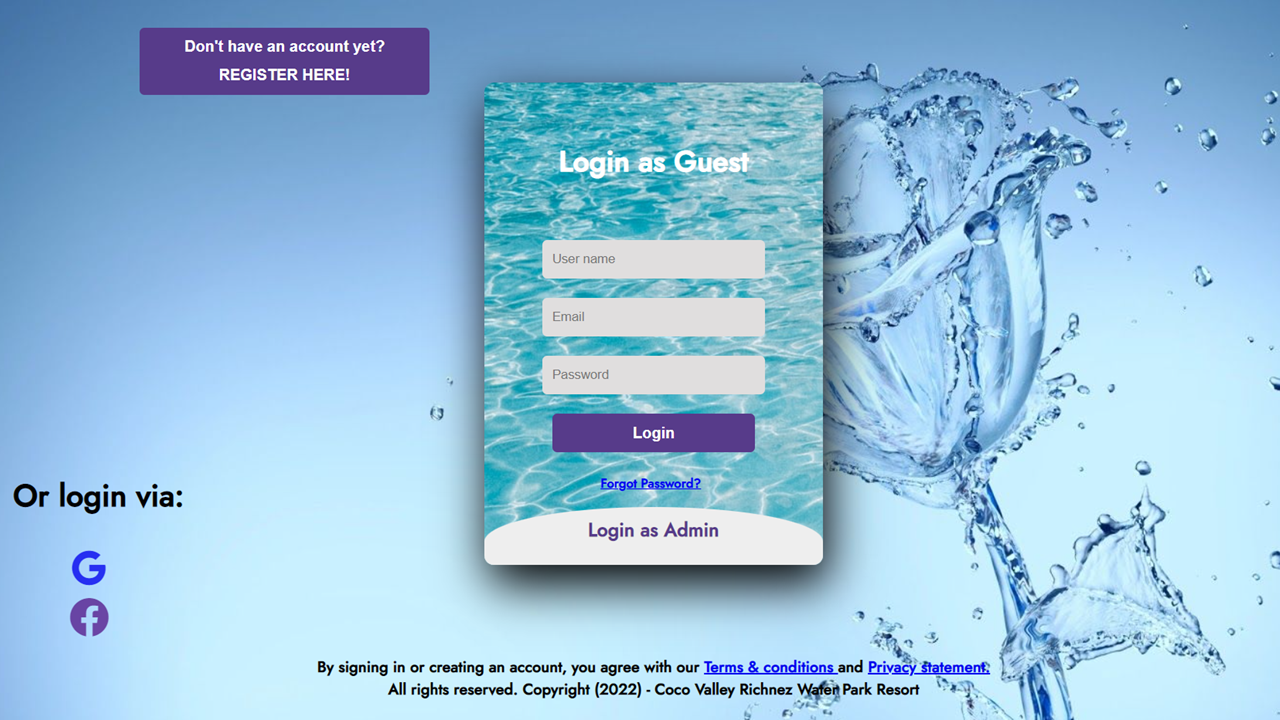 Don't have an account yet?
REGISTER HERE!
Login as Guest
User name
Email
Password
Login
Forgot Password?
Login as Admin
Or login via:
By signing in or creating an account, you agree with our Terms & conditions and Privacy statement.
All rights reserved. Copyright (2022) - Coco Valley Richnez Water Park Resort